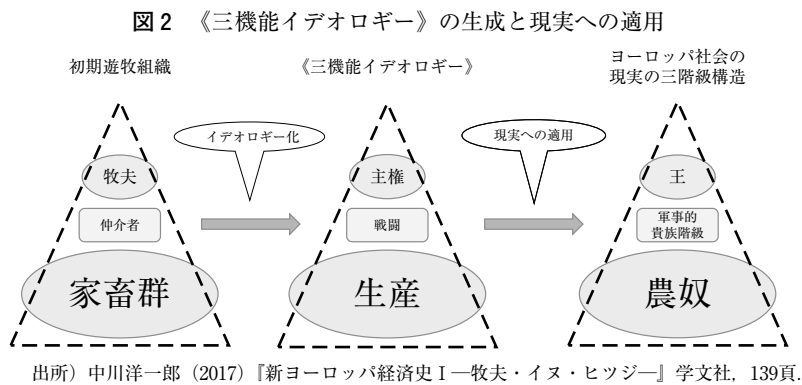 図2　《三機能イデオロギー》の生成と現実への適用
初期遊牧組織
《三機能イデオロギー》
ヨーロッパ社会の
現実の三階級構造
イデオロギー化
現実への適用
牧夫
仲介者
家畜群
主権
戦闘
生産
王
軍事的
貴族階級
農奴
出所）中川洋一郎（2017）『新ヨーロッパ経済史Ⅰ―牧夫・イヌ・ヒツジ―』学文社，139頁．